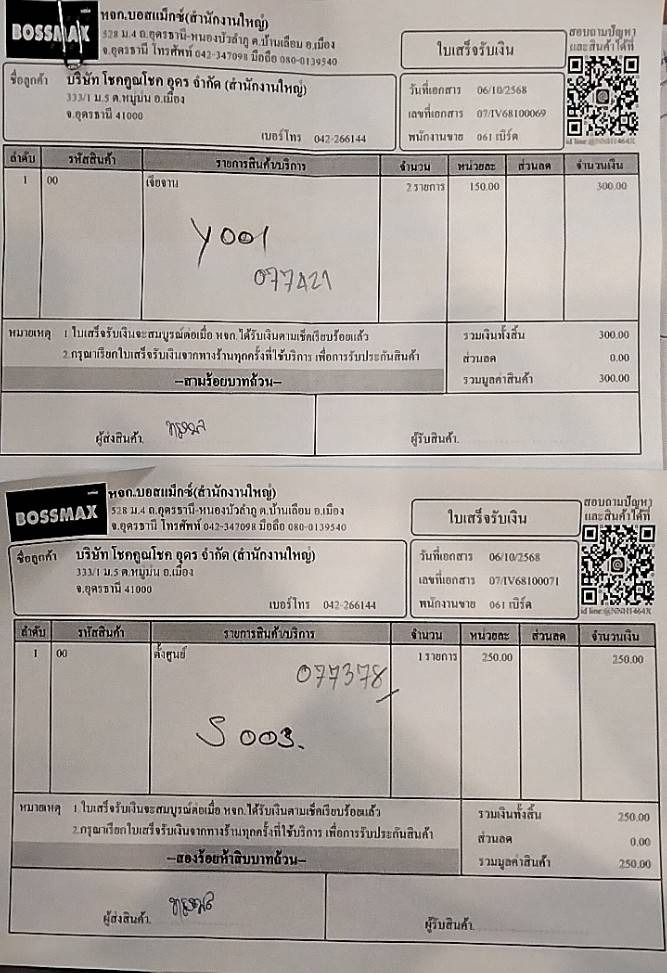 BOSSMAX
หจก.บอสแม็กซ์(สำนักงานใหญ่)
528 ม.4 ถ.อุดรธานี-หนองบัวลำภู ต.บ้านเลื่อม อ.เมือง
จ.อุดรธานี โทรศัพท์ 042-347098 มือถือ 080-0139540
ใบเสร็จรับเงิน
สอบถามปัญหา
และสินค้าได้ที่
ชื่อลูกค้า บริษัท โชคคูณโชค อุดร จำกัด (สำนักงานใหญ่)
333/1 ม.5 ต.หมูม่น อ.เมือง
จ.อุดรธานี 41000
เบอร์โทร 042-266144
วันที่เอกสาร 06/10/2568
เลขที่เอกสาร 07/IV68100069
พนักงานขาย 061 เบิร์ด
id line:@NNH1464X
ลำดับ รหัสสินค้า รายการสินค้า/บริการ จำนวน หน่วยละ ส่วนลด จำนวนเงิน
1 00 เจียจาน 2 รายการ 150.00 300.00
Y001
077421
หมายเหตุ 1.ใบเสร็จรับเงินจะสมบูรณ์ต่อเมื่อ หจก.ได้รับเงินตามเช็คเรียบร้อยแล้ว
2.กรุณาเรียกใบเสร็จรับเงินจากทางร้านทุกครั้งที่ใช้บริการ เพื่อการรับประกันสินค้า
รวมเงินทั้งสิ้น 300.00
ส่วนลด 0.00
รวมมูลค่าสินค้า 300.00
--สามร้อยบาทถ้วน--
ผู้ส่งสินค้า.
ผู้รับสินค้า.
BOSSMAX
หจก.บอสแม็กซ์(สำนักงานใหญ่)
528 ม.4 ถ.อุดรธานี-หนองบัวลำภู ต.บ้านเลื่อม อ.เมือง
จ.อุดรธานี โทรศัพท์ 042-347098 มือถือ 080-0139540
ใบเสร็จรับเงิน
สอบถามปัญหา
และสินค้าได้ที่
ชื่อลูกค้า บริษัท โชคคูณโชค อุดร จำกัด (สำนักงานใหญ่)
333/1 ม.5 ต.หมูม่น อ.เมือง
จ.อุดรธานี 41000
เบอร์โทร 042-266144
วันที่เอกสาร 06/10/2568
เลขที่เอกสาร 07/IV68100071
พนักงานขาย 061 เบิร์ด
id line:@NNH1464X
ลำดับ รหัสสินค้า รายการสินค้า/บริการ จำนวน หน่วยละ ส่วนลด จำนวนเงิน
1 00 ตั้งศูนย์ 1 รายการ 250.00 250.00
077378
S 003.
หมายเหตุ 1.ใบเสร็จรับเงินจะสมบูรณ์ต่อเมื่อ หจก.ได้รับเงินตามเช็คเรียบร้อยแล้ว
2.กรุณาเรียกใบเสร็จรับเงินจากทางร้านทุกครั้งที่ใช้บริการ เพื่อการรับประกันสินค้า
รวมเงินทั้งสิ้น 250.00
ส่วนลด 0.00
รวมมูลค่าสินค้า 250.00
--สองร้อยห้าสิบบาทถ้วน--
ผู้ส่งสินค้า.
ผู้รับสินค้า.